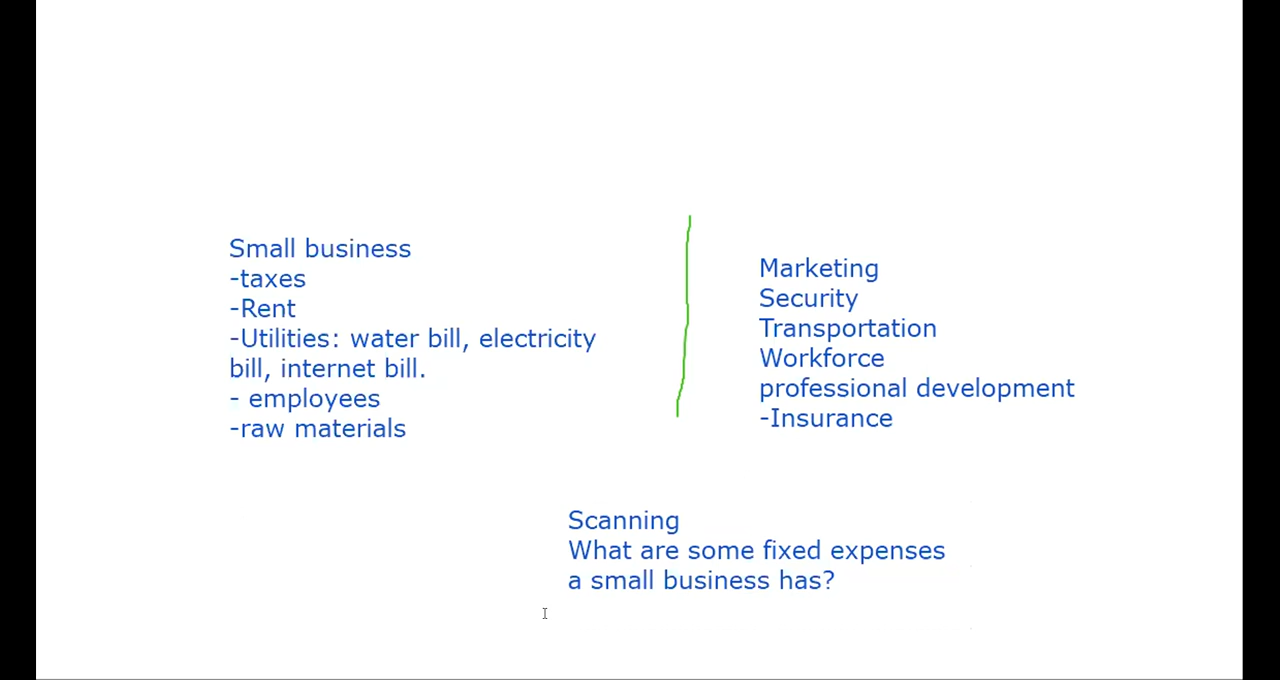 Small business
-taxes
-Rent
-Utilities: water bill, electricity
bill, internet bill.
- employees
-raw materials
Marketing
Security
Transportation
Workforce
professional development
-Insurance
Scanning
What are some fixed expenses
a small business has?